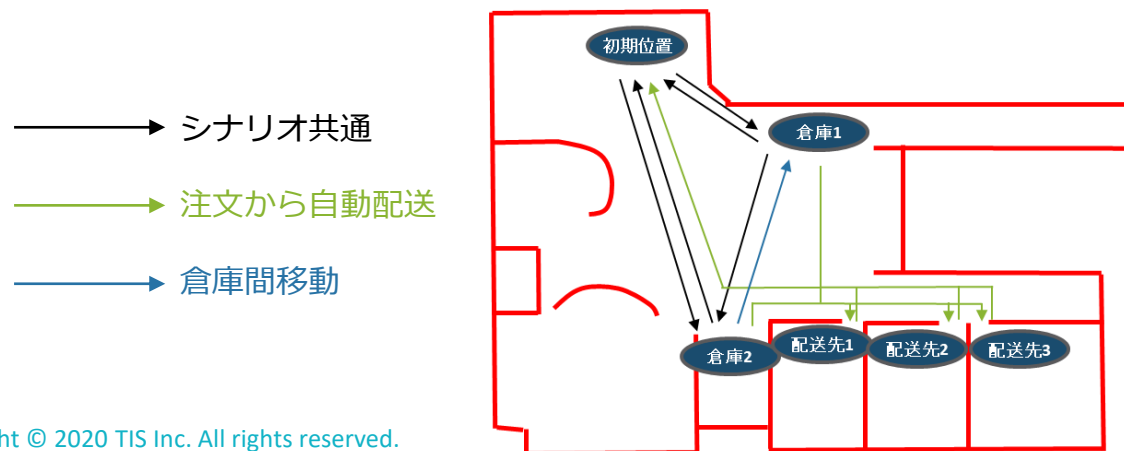 シナリオ共通
注文から自動配送
倉庫間移動
初期位置
倉庫1
倉庫2
配送先1
配送先2
配送先3
ht © 2020 TIS Inc. All rights reserved.